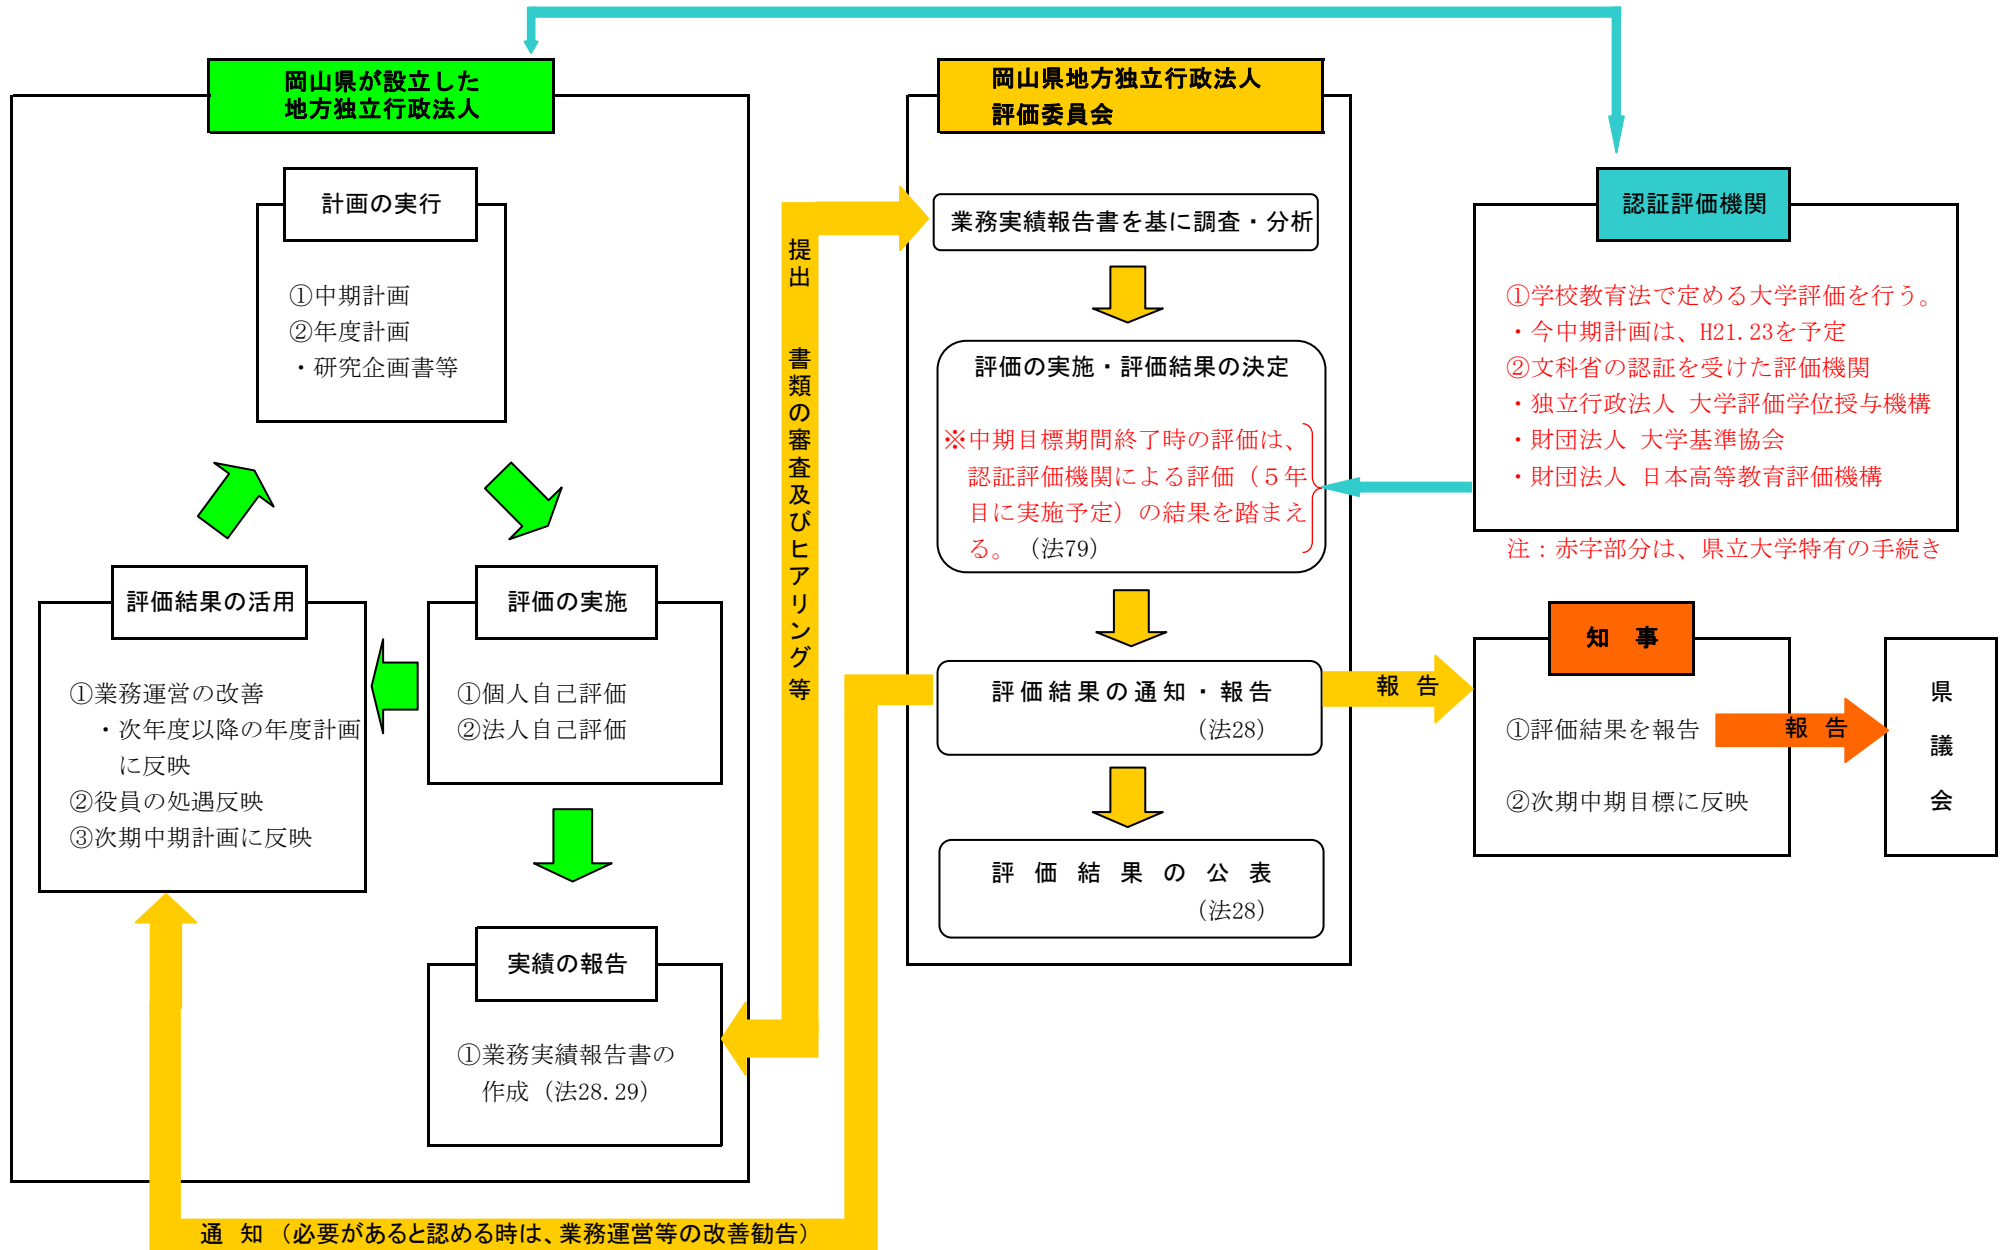 岡山県が設立した
地方独立行政法人
計画の実行
①中期計画
②年度計画
・研究企画書等
評価結果の活用
①業務運営の改善
・次年度以降の年度計画
に反映
②役員の処遇反映
③次期中期計画に反映
評価の実施
①個人自己評価
②法人自己評価
実績の報告
①業務実績報告書の
作成（法28.29）
提出　書類の審査及びヒアリング等
通　知　（必要があると認める時は、業務運営等の改善勧告）
岡山県地方独立行政法人
評価委員会
業務実績報告書を基に調査・分析
評価の実施・評価結果の決定
※中期目標期間終了時の評価は、
認証評価機関による評価（５年
目に実施予定）の結果を踏まえ
る。（法79）
評価結果の通知・報告
（法28）
評　価　結　果　の　公　表
（法28）
認証評価機関
①学校教育法で定める大学評価を行う。
・今中期計画は、H21.23を予定
②文科省の認証を受けた評価機関
・独立行政法人 大学評価学位授与機構
・財団法人 大学基準協会
・財団法人 日本高等教育評価機構
注：赤字部分は、県立大学特有の手続き
報　告
知　事
①評価結果を報告
②次期中期目標に反映
報　告
県議会